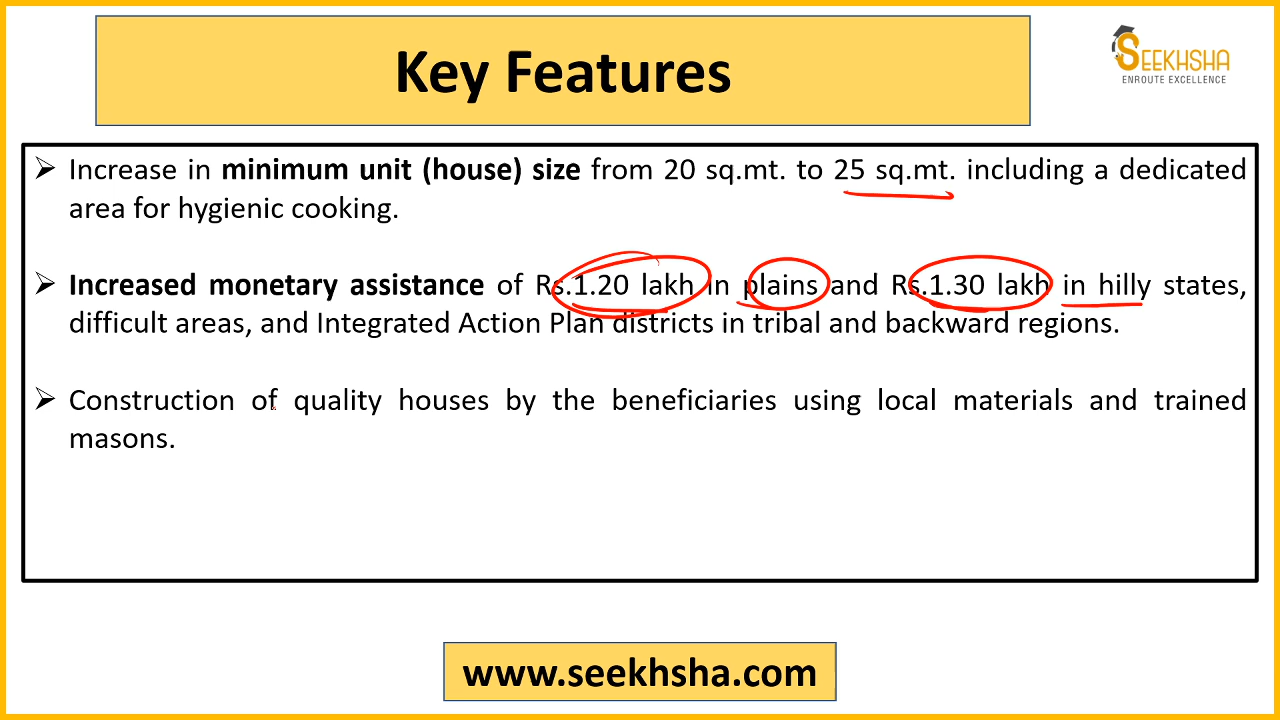 Key Features
SEEKHSHA
ENROUTE EXCELLENCE
➢ Increase in minimum unit (house) size from 20 sq.mt. to 25 sq.mt. including a dedicated
area for hygienic cooking.
➢ Increased monetary assistance of Rs.1.20 lakh in plains and Rs.1.30 lakh in hilly states,
difficult areas, and Integrated Action Plan districts in tribal and backward regions.
➢ Construction of quality houses by the beneficiaries using local materials and trained
masons.
www.seekhsha.com